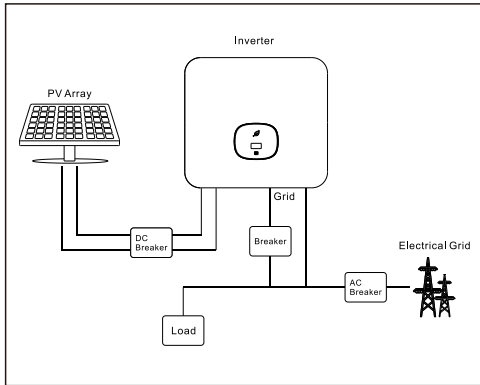 Inverter
PV Array
Grid
DC
Breaker
Breaker
Electrical Grid
AC
Breaker
Load